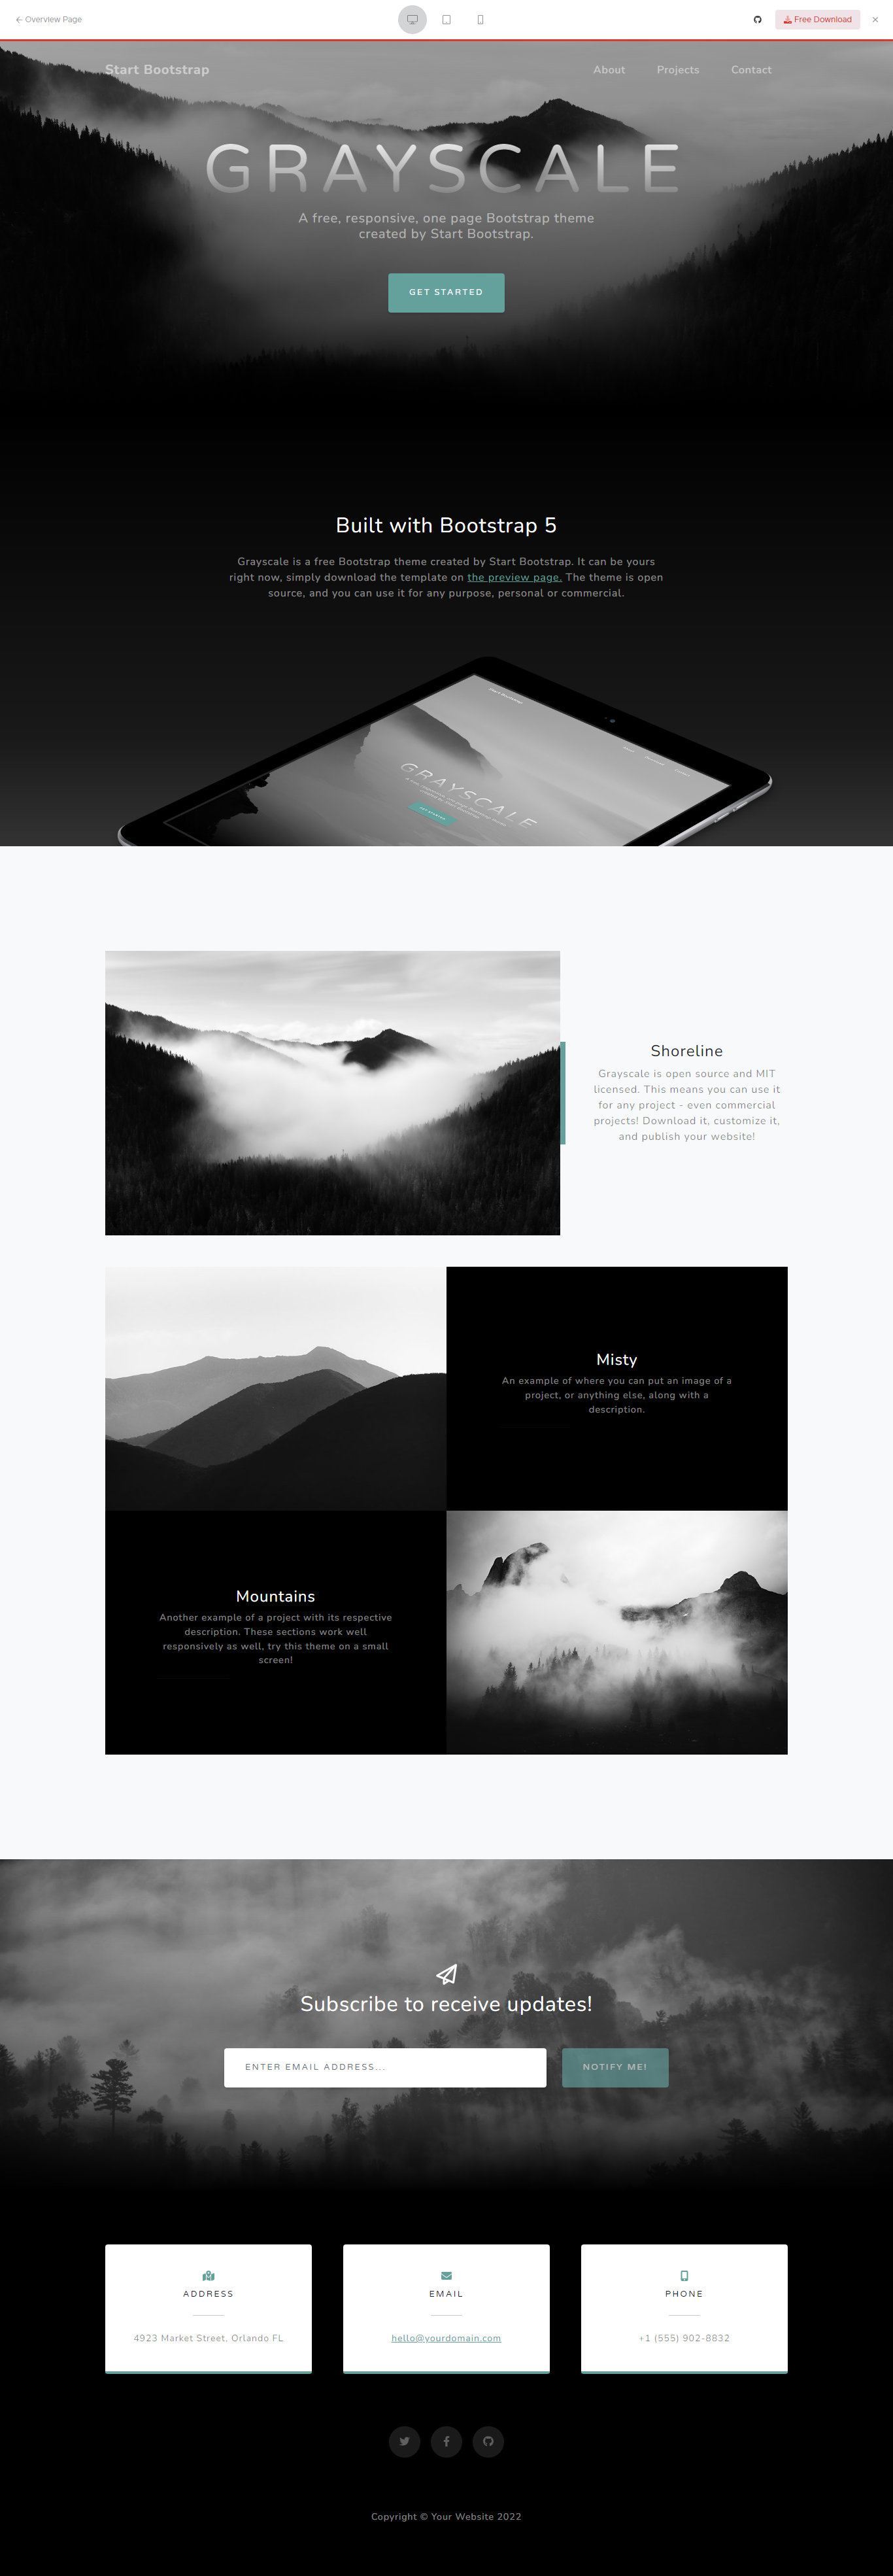 Overview Page
Free Download
Start Bootstrap
About
Projects
Contact
GRAYSCALE
A free, responsive, one page Bootstrap theme
created by Start Bootstrap.
GET STARTED
Built with Bootstrap 5
Grayscale is a free Bootstrap theme created by Start Bootstrap. It can be yours
right now, simply download the template on the preview page. The theme is open
source, and you can use it for any purpose, personal or commercial.
Start Bootstrap
GRAYSCALE
GET STARTED
Shoreline
Grayscale is open source and MIT
licensed. This means you can use it
for any project - even commercial
projects! Download it, customize it,
and publish your website!
Misty
An example of where you can put an image of a
project, or anything else, along with a
description.
Mountains
Another example of a project with its respective
description. These sections work well
responsively as well, try this theme on a small
screen!
Subscribe to receive updates!
ENTER EMAIL ADDRESS...
NOTIFY ME!
ADDRESS
4923 Market Street, Orlando FL
EMAIL
hello@yourdomain.com
PHONE
+1 (555) 902-8832
Copyright © Your Website 2022